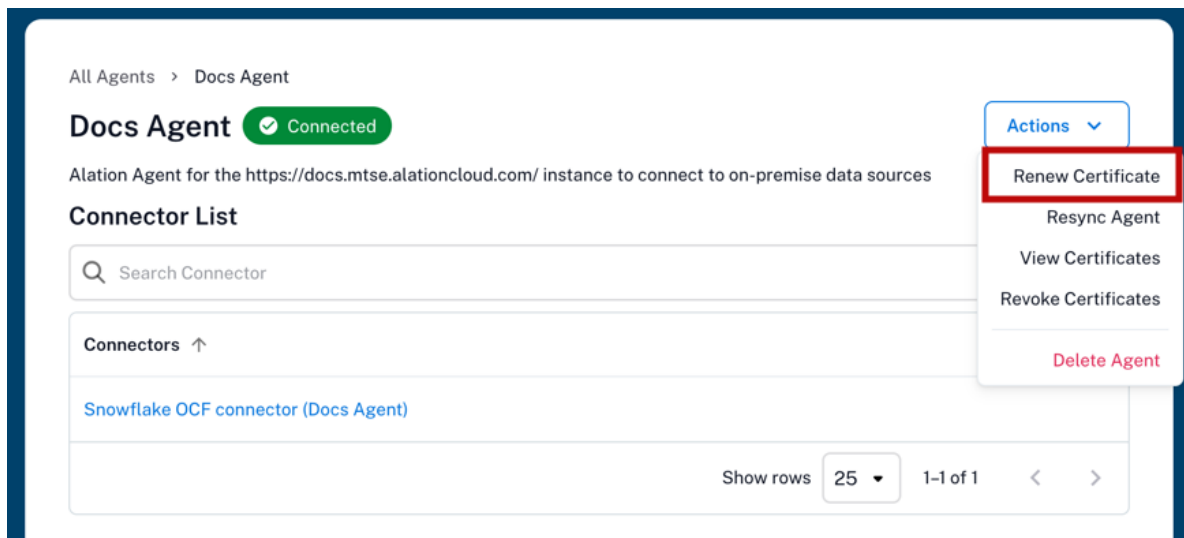 All Agents > Docs Agent
Docs Agent Connected
Actions
Alation Agent for the https://docs.mtse.alationcloud.com/ instance to connect to on-premise data sources
Renew Certificate
Connector List
Resync Agent
View Certificates
Search Connector
Revoke Certificates
Connectors
Delete Agent
Snowflake OCF connector (Docs Agent)
Show rows 25 1–1 of 1